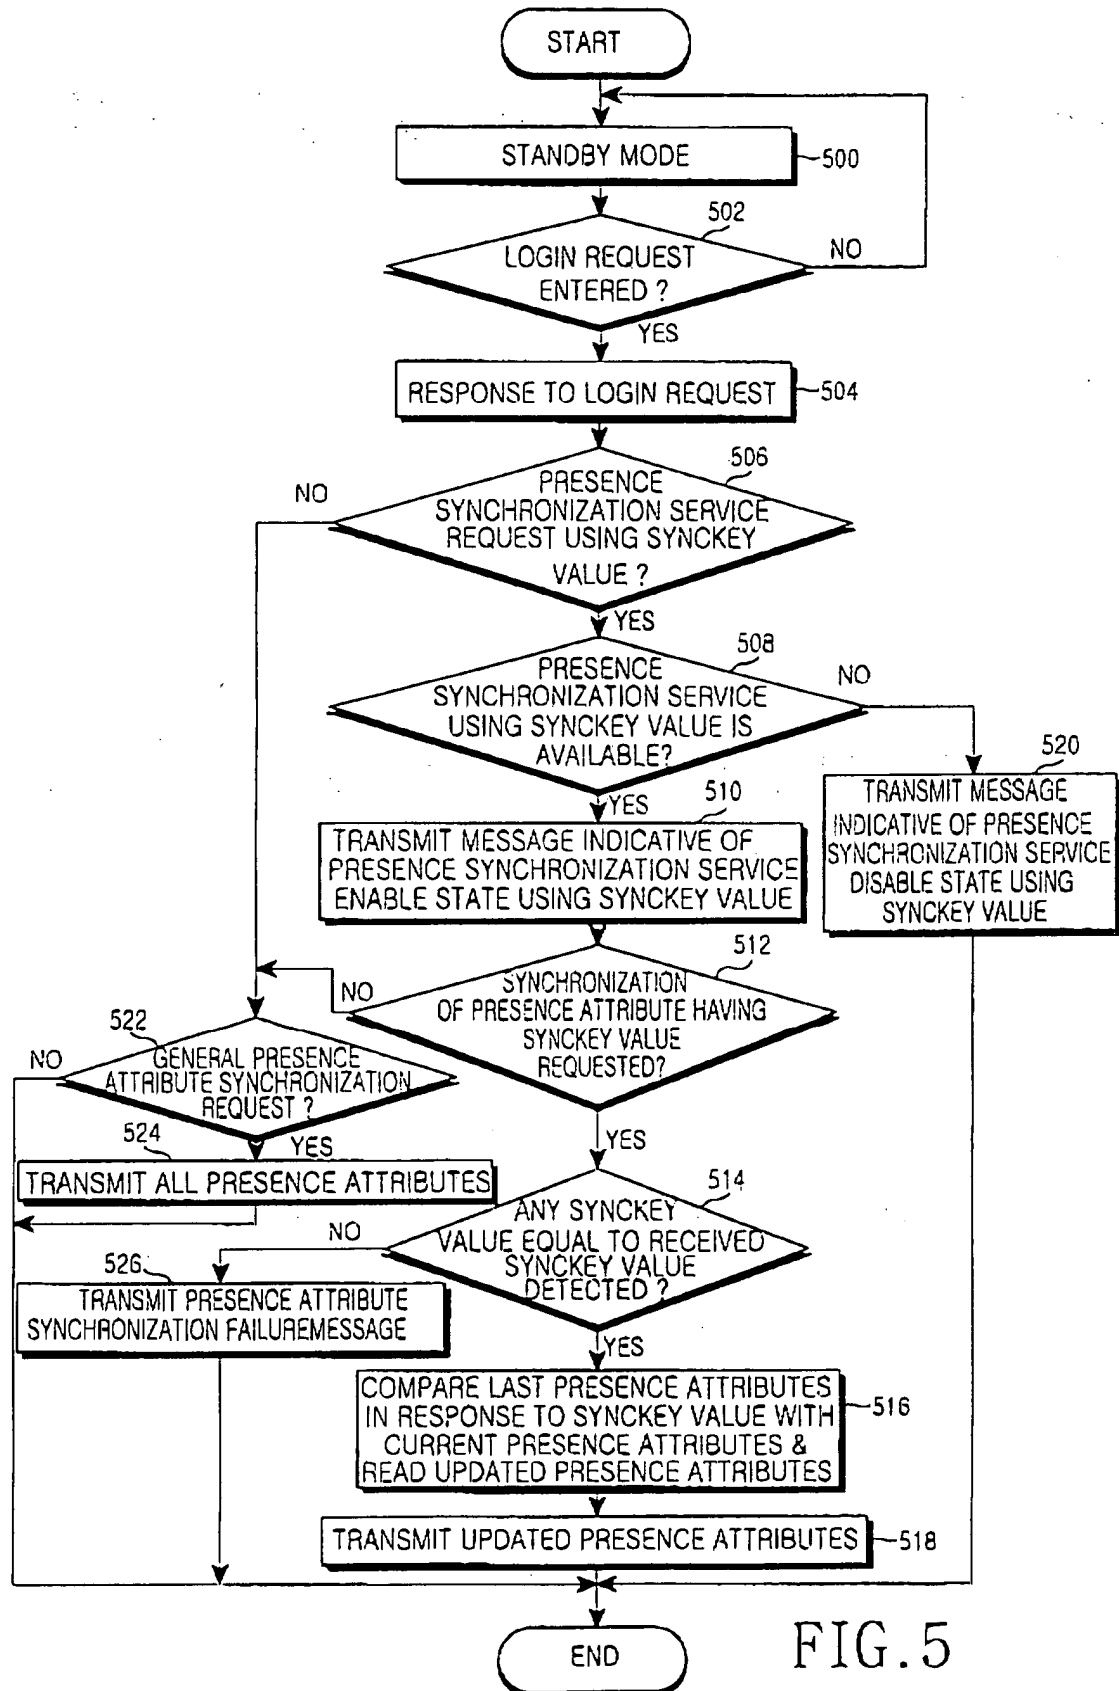 START
STANDBY MODE
500
502
LOGIN REQUEST
ENTERED ?
NO
YES
RESPONSE TO LOGIN REQUEST
504
506
NO
PRESENCE
SYNCHRONIZATION SERVICE
REQUEST USING SYNCKEY
VALUE ?
YES
508
PRESENCE
SYNCHRONIZATION SERVICE
USING SYNCKEY VALUE IS
AVAILABLE?
NO
YES
510
TRANSMIT MESSAGE INDICATIVE OF
PRESENCE SYNCHRONIZATION SERVICE
ENABLE STATE USING SYNCKEY VALUE
520
TRANSMIT MESSAGE
INDICATIVE OF PRESENCE
SYNCHRONIZATION SERVICE
DISABLE STATE USING
SYNCKEY VALUE
512
SYNCHRONIZATION
OF PRESENCE ATTRIBUTE HAVING
SYNCKEY VALUE
REQUESTED?
NO
YES
522
NO
GENERAL PRESENCE
ATTRIBUTE SYNCHRONIZATION
REQUEST ?
YES
524
TRANSMIT ALL PRESENCE ATTRIBUTES
514
ANY SYNCKEY
VALUE EQUAL TO RECEIVED
SYNCKEY VALUE
DETECTED ?
NO
YES
526
TRANSMIT PRESENCE ATTRIBUTE
SYNCHRONIZATION FAILUREMESSAGE
COMPARE LAST PRESENCE ATTRIBUTES
IN RESPONSE TO SYNCKEY VALUE WITH
CURRENT PRESENCE ATTRIBUTES &
READ UPDATED PRESENCE ATTRIBUTES
516
TRANSMIT UPDATED PRESENCE ATTRIBUTES
518
END
FIG.5